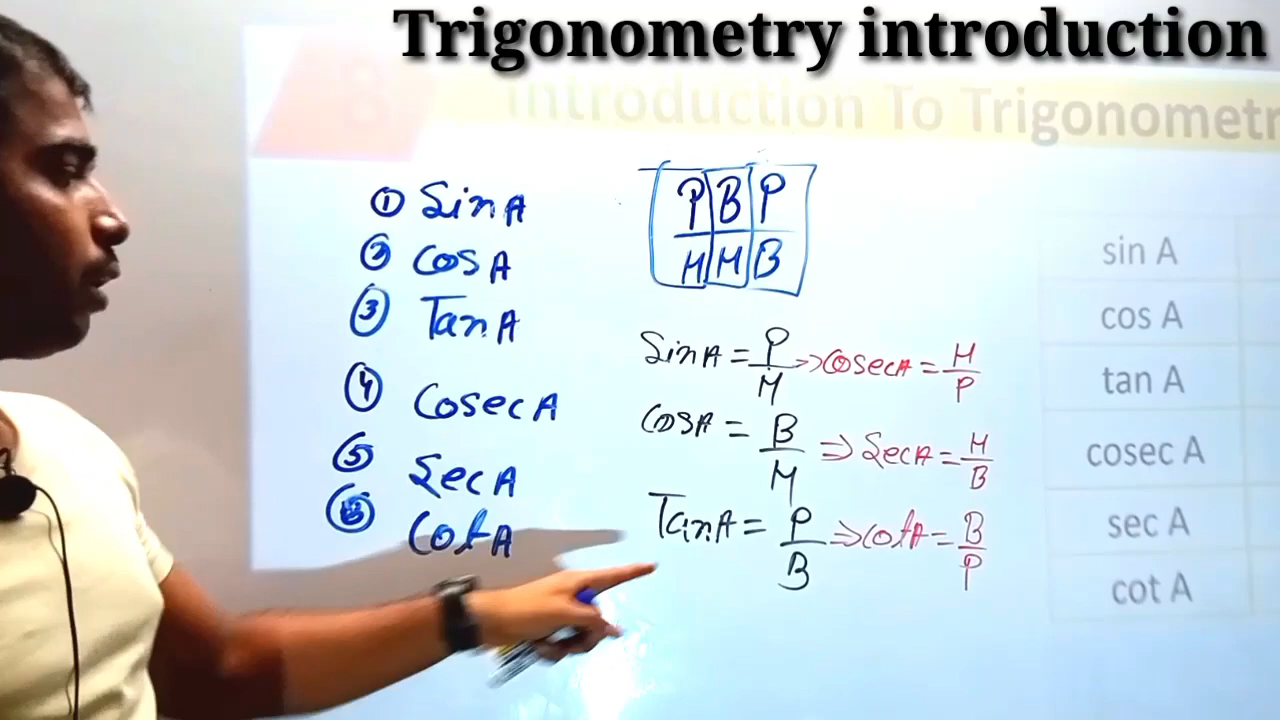 Trigonometry introduction
8 Introduction To Trigonometr
① Sin A
② Cos A
③ Tan A
④ Cosec A
⑤ Sec A
⑥ Cot A
P B P
H H B
Sin A = P/H → Cosec A = H/P
Cos A = B/H ⇒ Sec A = H/B
Tan A = P/B ⇒ Cot A = B/P
sin A
cos A
tan A
cosec A
sec A
cot A